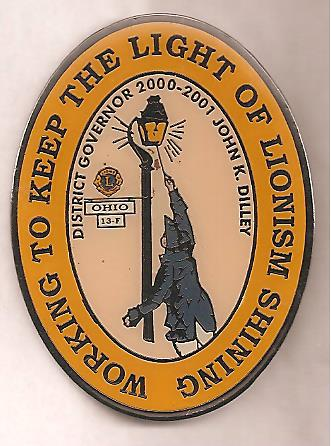 WORKING TO KEEP THE LIGHT OF LIONISM SHINING
DISTRICT GOVERNOR 2000-2001 JOHN K. DILLEY
L
OHIO
13-F